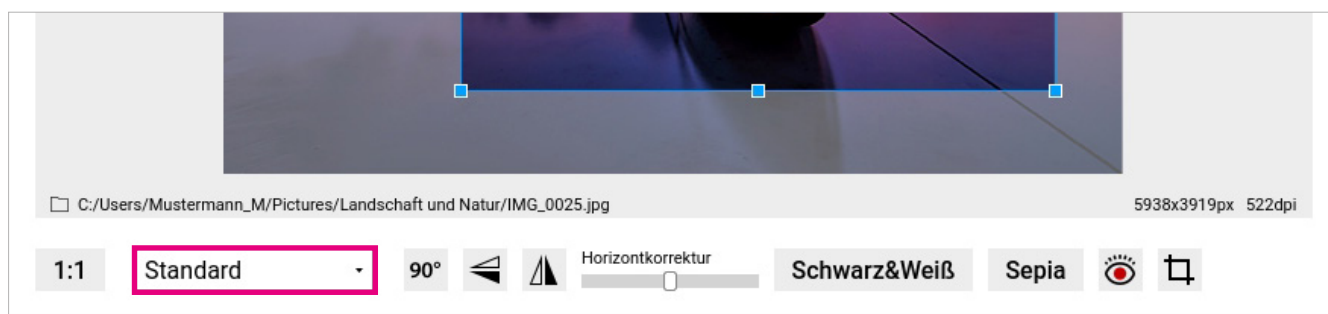 C:/Users/Mustermann_M/Pictures/Landschaft und Natur/IMG_0025.jpg 5938x3919px 522dpi
1:1 Standard 90° Horizontkorrektur Schwarz&Weiß Sepia